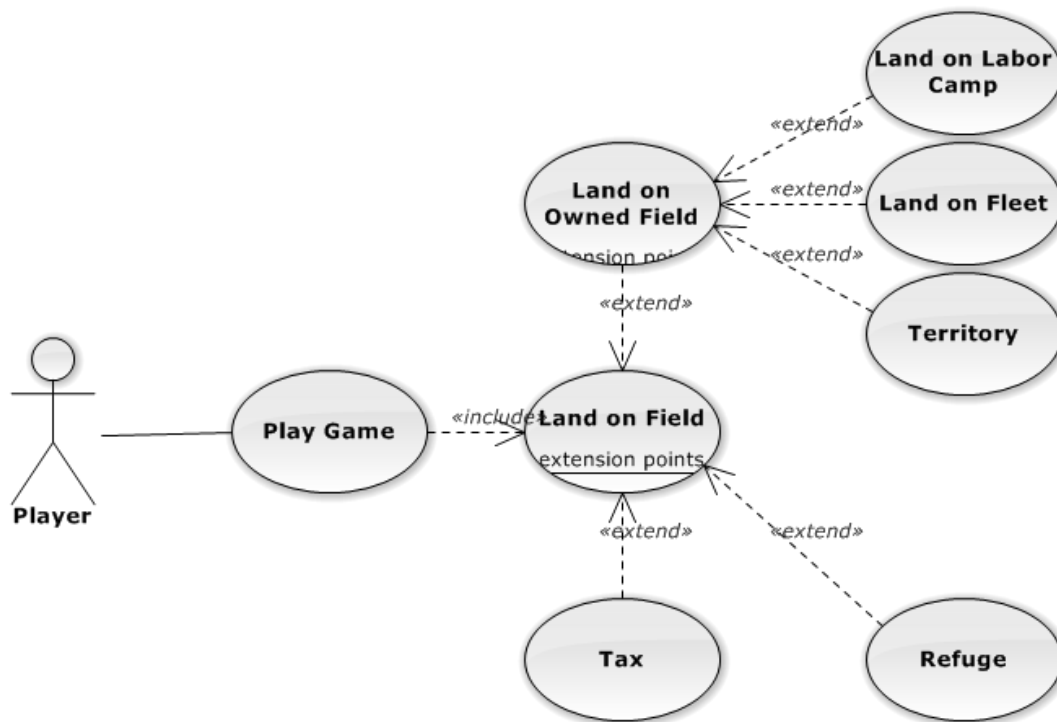 Land on Labor
Camp
«extend»
Land on
Owned Field
«extend»
Land on Fleet
«extend»
«extend»
Territory
Play Game
«include»
Land on Field
extension points
Player
«extend»
«extend»
Tax
Refuge